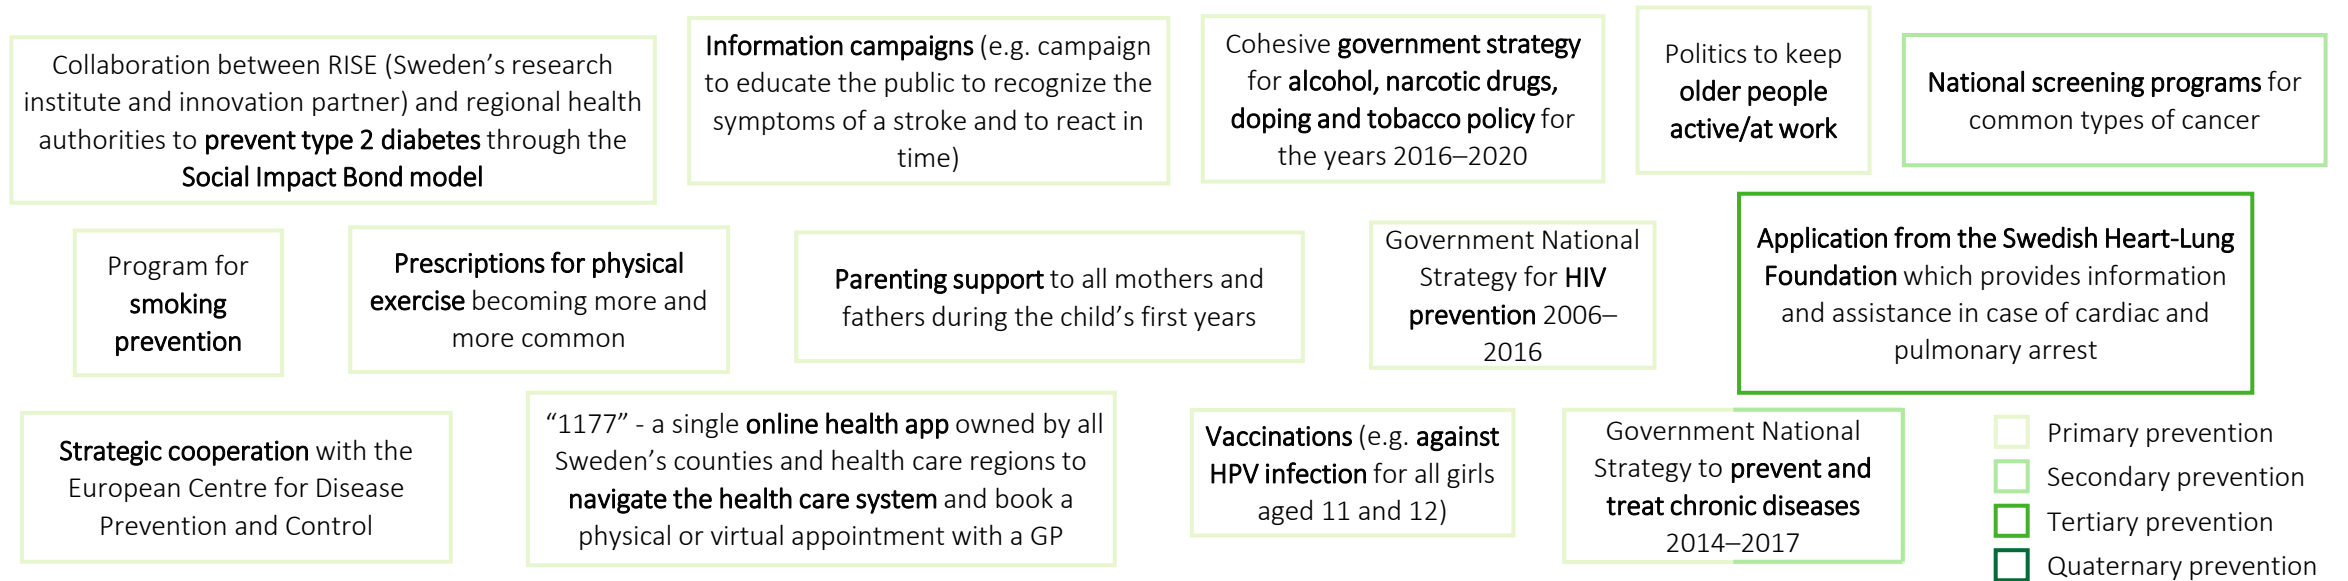 Collaboration between RISE (Sweden’s research
institute and innovation partner) and regional health
authorities to prevent type 2 diabetes through the
Social Impact Bond model
Information campaigns (e.g. campaign
to educate the public to recognize the
symptoms of a stroke and to react in
time)
Cohesive government strategy
for alcohol, narcotic drugs,
doping and tobacco policy for
the years 2016–2020
Politics to keep
older people
active/at work
National screening programs for
common types of cancer
Program for
smoking
prevention
Prescriptions for physical
exercise becoming more and
more common
Parenting support to all mothers and
fathers during the child’s first years
Government National
Strategy for HIV
prevention 2006–
2016
Application from the Swedish Heart-Lung
Foundation which provides information
and assistance in case of cardiac and
pulmonary arrest
Strategic cooperation with the
European Centre for Disease
Prevention and Control
“1177” - a single online health app owned by all
Sweden’s counties and health care regions to
navigate the health care system and book a
physical or virtual appointment with a GP
Vaccinations (e.g. against
HPV infection for all girls
aged 11 and 12)
Government National
Strategy to prevent and
treat chronic diseases
2014–2017
Primary prevention
Secondary prevention
Tertiary prevention
Quaternary prevention